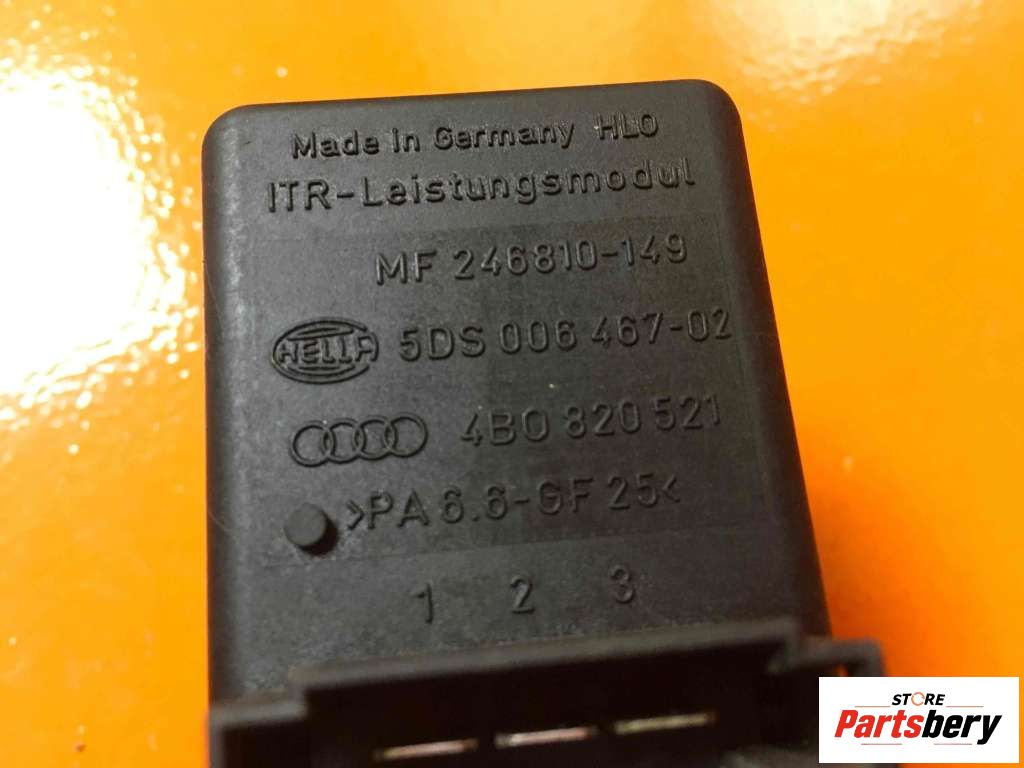 Made In Germany HLO
ITR-Leistungsmodul
MF 246810-149
HELLA 5DS 006 467-02
4B0 820 521
>PA 6.6-GF 25<
1 2 3
STORE
Partsbery